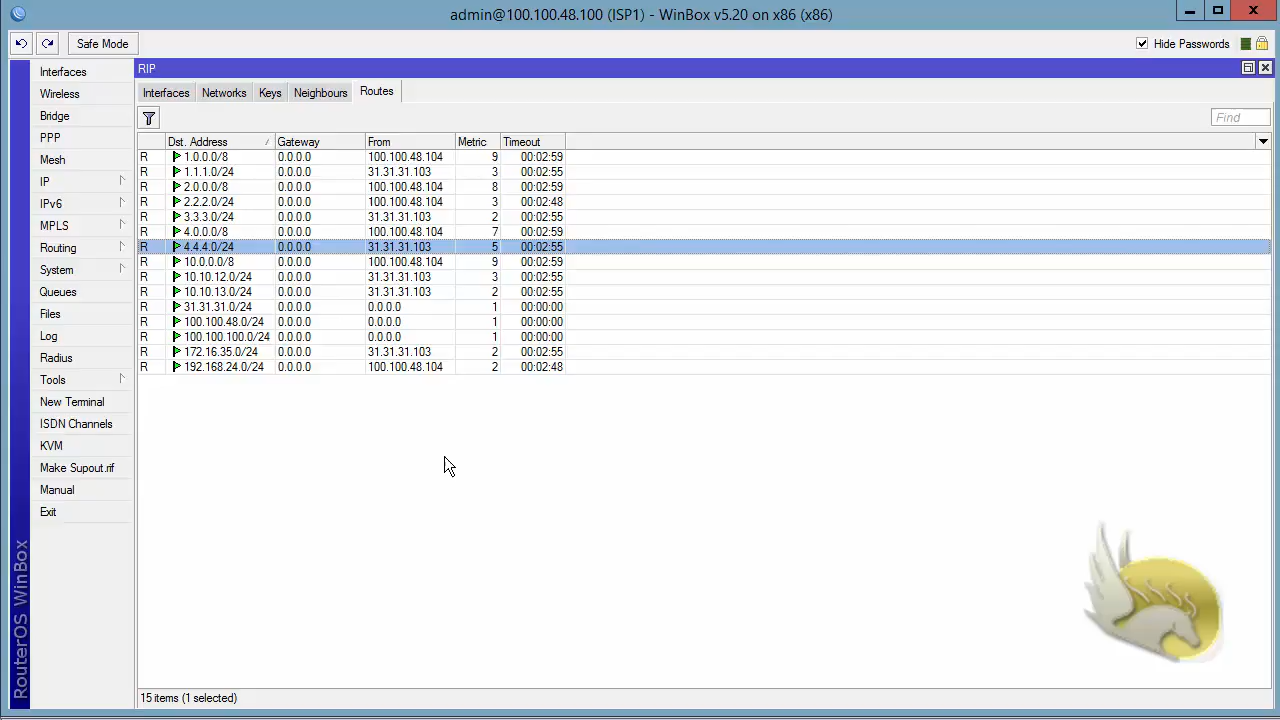 admin@100.100.48.100 (ISP1) - WinBox v5.20 on x86 (x86)
Safe Mode
Hide Passwords
Interfaces
Wireless
Bridge
PPP
Mesh
IP
IPv6
MPLS
Routing
System
Queues
Files
Log
Radius
Tools
New Terminal
ISDN Channels
KVM
Make Supout.rif
Manual
Exit
RouterOS WinBox
RIP
Interfaces Networks Keys Neighbours Routes
Find
Dst. Address Gateway From Metric Timeout
R 1.0.0.0/8 0.0.0.0 100.100.48.104 9 00:02:59
R 1.1.1.0/24 0.0.0.0 31.31.31.103 3 00:02:55
R 2.0.0.0/8 0.0.0.0 100.100.48.104 8 00:02:59
R 2.2.2.0/24 0.0.0.0 100.100.48.104 3 00:02:48
R 3.3.3.0/24 0.0.0.0 31.31.31.103 2 00:02:55
R 4.0.0.0/8 0.0.0.0 100.100.48.104 7 00:02:59
R 4.4.4.0/24 0.0.0.0 31.31.31.103 5 00:02:55
R 10.0.0.0/8 0.0.0.0 100.100.48.104 9 00:02:59
R 10.10.12.0/24 0.0.0.0 31.31.31.103 3 00:02:55
R 10.10.13.0/24 0.0.0.0 31.31.31.103 2 00:02:55
R 31.31.31.0/24 0.0.0.0 0.0.0.0 1 00:00:00
R 100.100.48.0/24 0.0.0.0 0.0.0.0 1 00:00:00
R 100.100.100.0/24 0.0.0.0 0.0.0.0 1 00:00:00
R 172.16.35.0/24 0.0.0.0 31.31.31.103 2 00:02:55
R 192.168.24.0/24 0.0.0.0 100.100.48.104 2 00:02:48
15 items (1 selected)